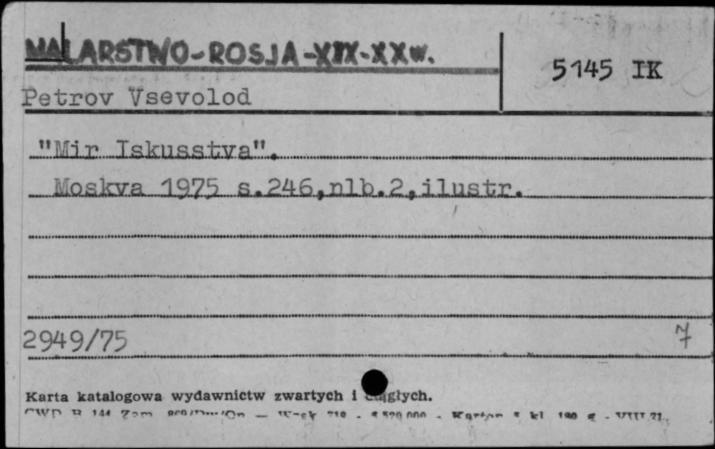 MALARSTWO-ROSJA-XIX-XXw.
5145 IK
Petrov Vsevolod
"Mir Iskusstva".
Moskva 1975 s.246,nlb.2,ilustr.
2949/75
7
Karta katalogowa wydawnictw zwartych i ciągłych.